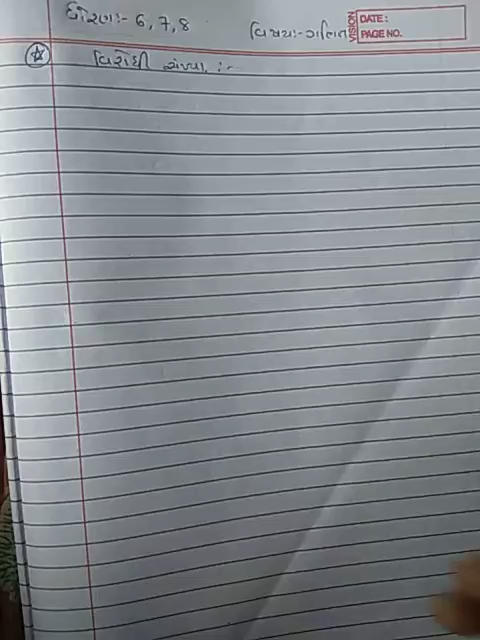 ધોરણ:- 6, 7, 8
વિષય:- ગણિત
VISION
DATE:
PAGE NO.
વિરોધી સંખ્યા :-